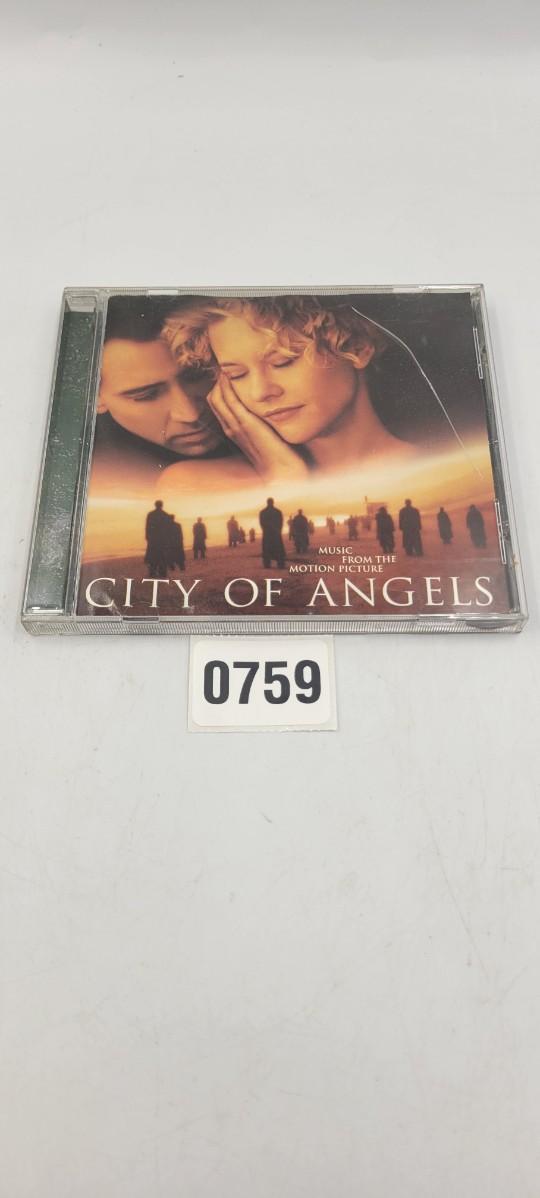 MUSIC
FROM THE
MOTION PICTURE
CITY OF ANGELS
0759